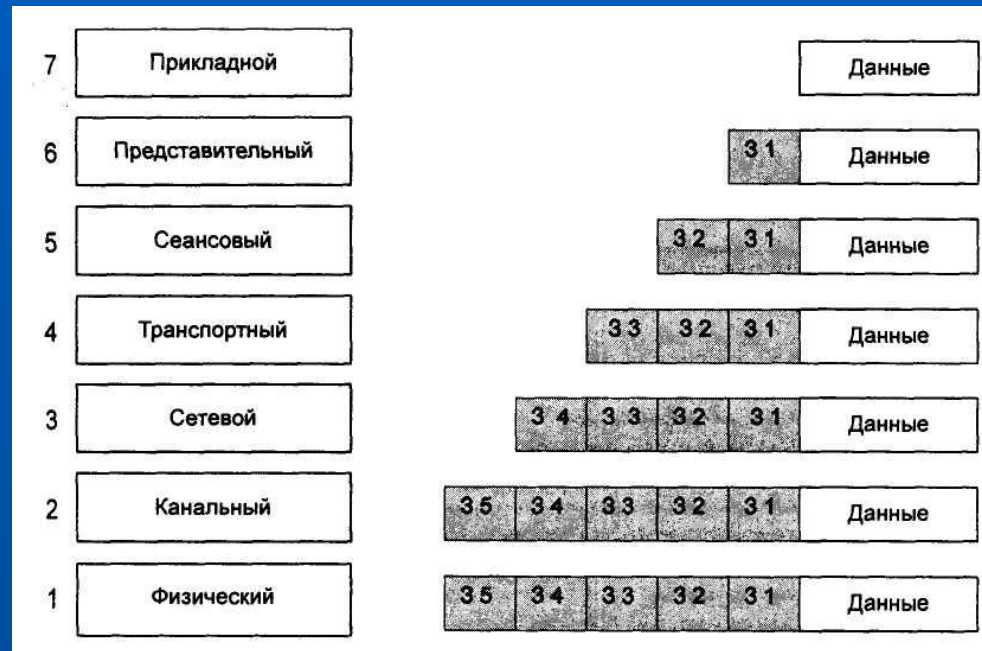 7 Прикладной Данные
6 Представительный З1 Данные
5 Сеансовый З2 З1 Данные
4 Транспортный З3 З2 З1 Данные
3 Сетевой З4 З3 З2 З1 Данные
2 Канальный З5 З4 З3 З2 З1 Данные
1 Физический З5 З4 З3 З2 З1 Данные